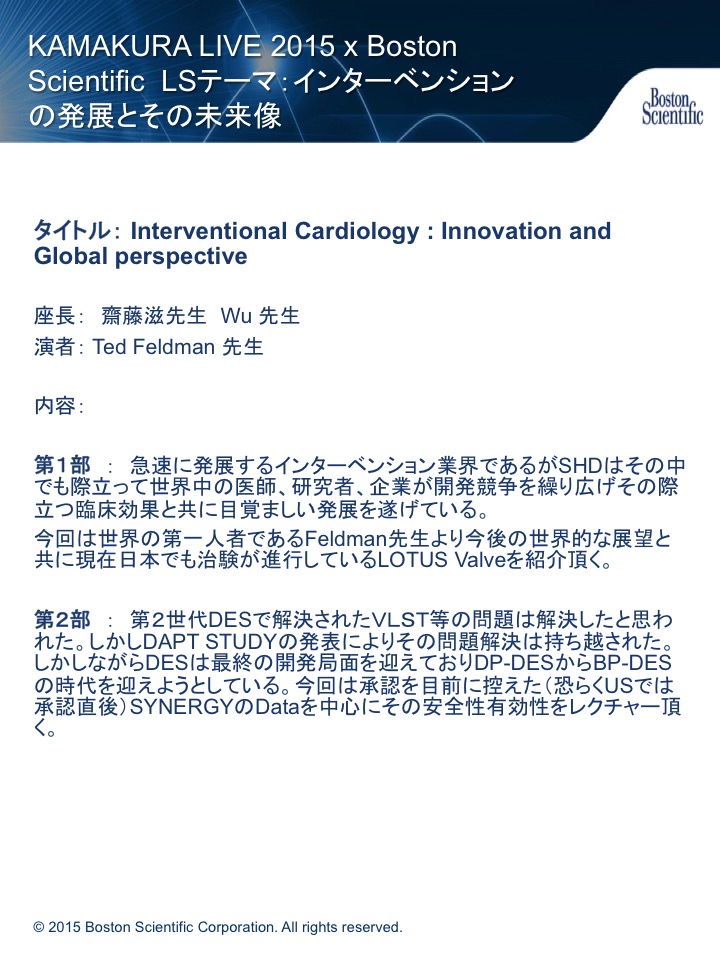 KAMAKURA LIVE 2015 x Boston
Scientific LSテーマ：インターベンション
の発展とその未来像
Boston
Scientific
タイトル： Interventional Cardiology : Innovation and
Global perspective
座長： 齋藤滋先生 Wu 先生
演者： Ted Feldman 先生
内容：
第１部 ： 急速に発展するインターベンション業界であるがSHDはその中
でも際立って世界中の医師、研究者、企業が開発競争を繰り広げその際
立つ臨床効果と共に目覚ましい発展を遂げている。
今回は世界の第一人者であるFeldman先生より今後の世界的な展望と
共に現在日本でも治験が進行しているLOTUS Valveを紹介頂く。
第２部 ： 第２世代DESで解決されたＶＬＳＴ等の問題は解決したと思わ
れた。しかしDAPT STUDYの発表によりその問題解決は持ち越された。
しかしながらDESは最終の開発局面を迎えておりDP-DESからBP-DES
の時代を迎えようとしている。今回は承認を目前に控えた（恐らくUSでは
承認直後）SYNERGYのDataを中心にその安全性有効性をレクチャー頂
く。
© 2015 Boston Scientific Corporation. All rights reserved.